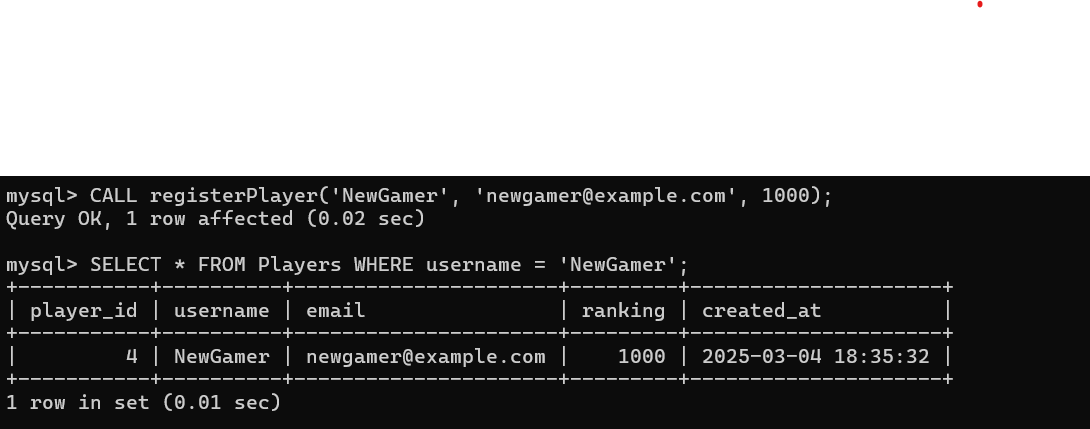 mysql> CALL registerPlayer('NewGamer', 'newgamer@example.com', 1000);
Query OK, 1 row affected (0.02 sec)
mysql> SELECT * FROM Players WHERE username = 'NewGamer';
+-----------+----------+----------------------+---------+---------------------+
| player_id | username | email                | ranking | created_at          |
+-----------+----------+----------------------+---------+---------------------+
|         4 | NewGamer | newgamer@example.com |    1000 | 2025-03-04 18:35:32 |
+-----------+----------+----------------------+---------+---------------------+
1 row in set (0.01 sec)